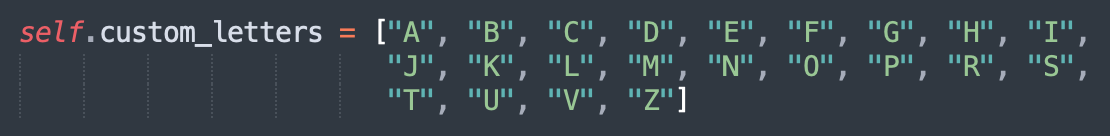 self.custom_letters = ["A", "B", "C", "D", "E", "F", "G", "H", "I",
"J", "K", "L", "M", "N", "O", "P", "R", "S",
"T", "U", "V", "Z"]